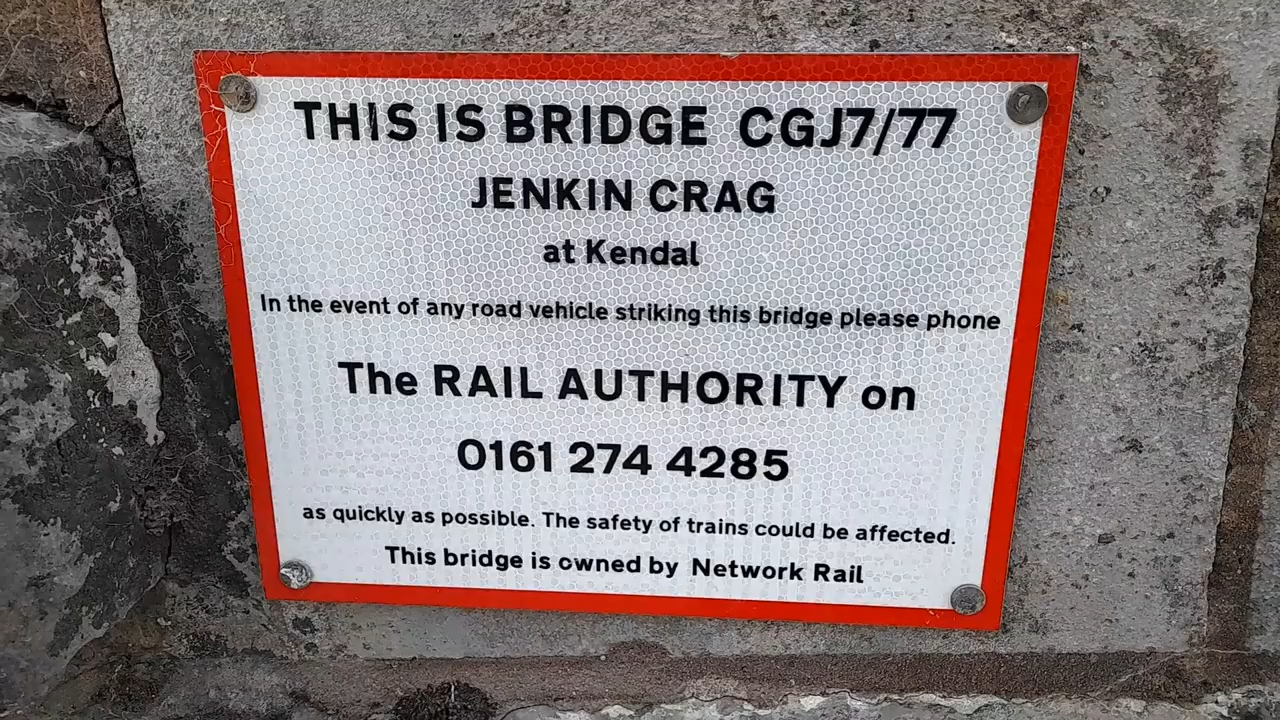 THIS IS BRIDGE CGJ7/77
JENKIN CRAG
at Kendal
In the event of any road vehicle striking this bridge please phone
The RAIL AUTHORITY on
0161 274 4285
as quickly as possible. The safety of trains could be affected.
This bridge is owned by Network Rail